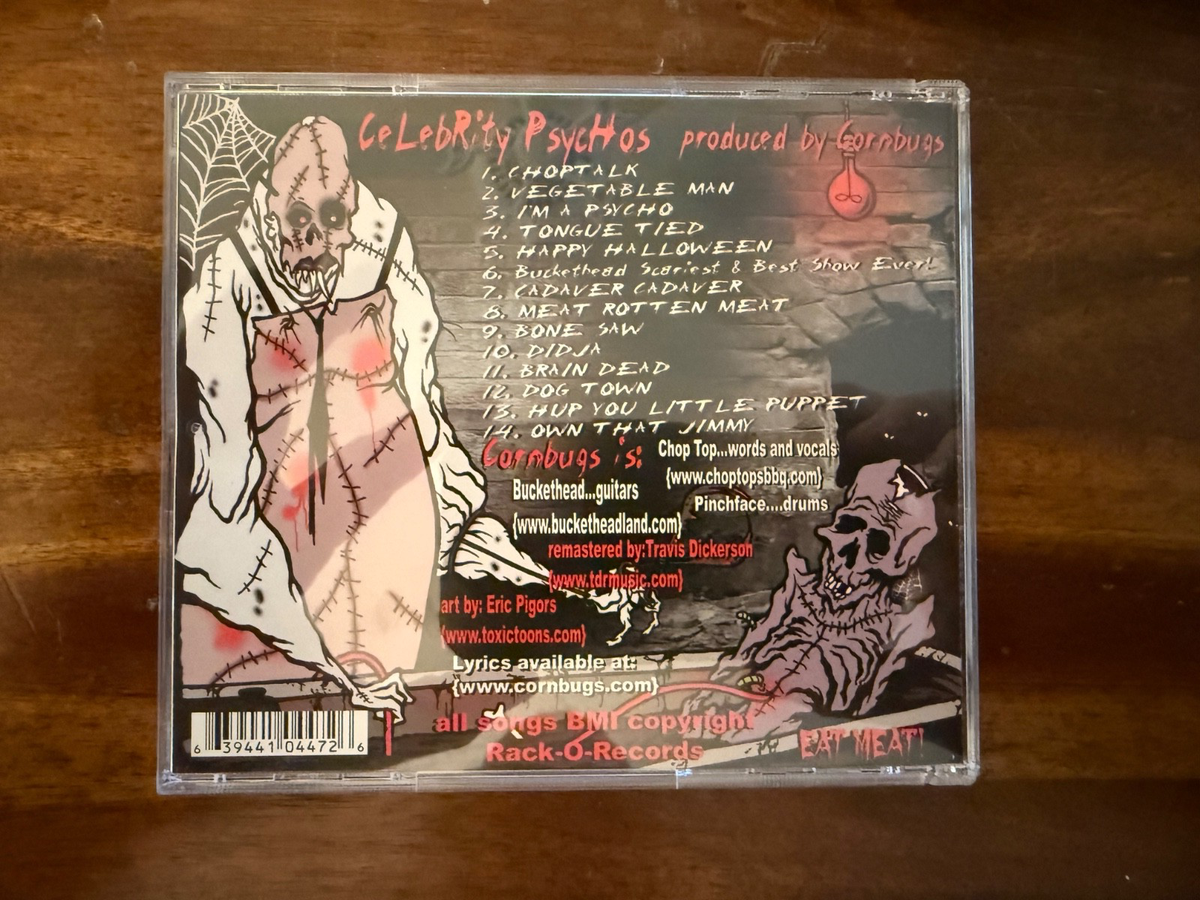 CeLebRity PsycHos produced by Cornbugs
1. CHOPTALK
2. VEGETABLE MAN
3. I'M A PSYCHO
4. TONGUE TIED
5. HAPPY HALLOWEEN
6. Buckethead Scariest & Best Show Ever!
7. CADAVER CADAVER
8. MEAT ROTTEN MEAT
9. BONE SAW
10. DIDJA
11. BRAIN DEAD
12. DOG TOWN
13. HUP YOU LITTLE PUPPET
14. OWN THAT JIMMY
Cornbugs is:
Chop Top...words and vocals
{www.choptopsbbq.com}
Buckethead...guitars
Pinchface....drums
{www.bucketheadland.com}
remastered by:Travis Dickerson
{www.tdrmusic.com}
art by: Eric Pigors
{www.toxictoons.com}
Lyrics available at:
{www.cornbugs.com}
all songs BMI copyright
Rack-O-Records
EAT MEAT!
6 39441 04472 6